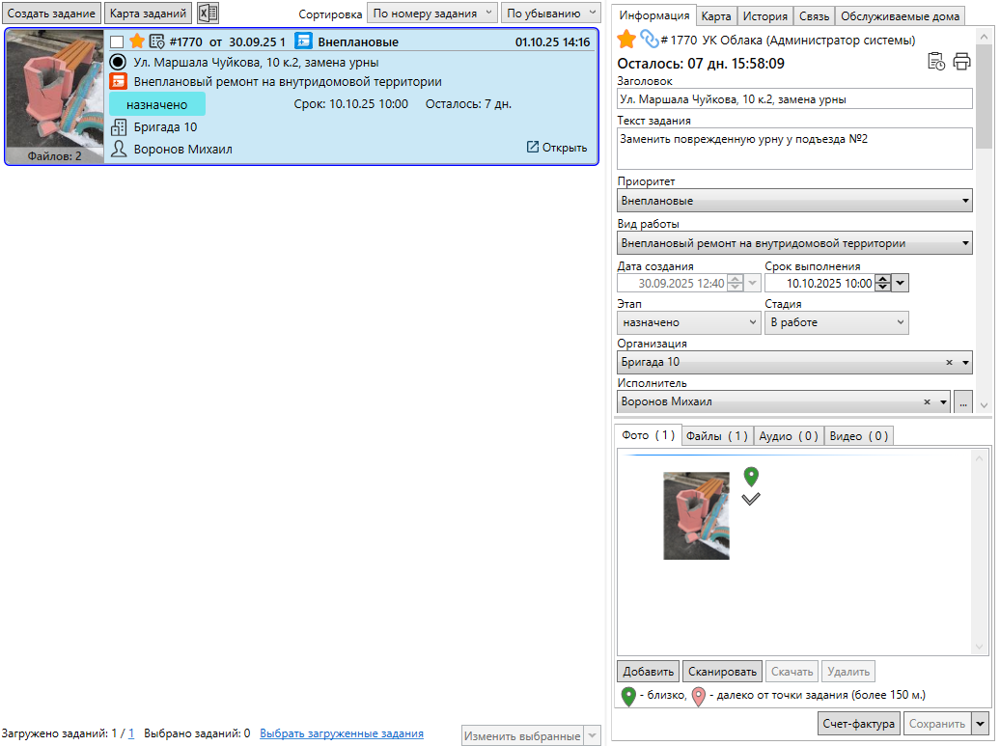 Создать задание
Карта заданий
Сортировка
По номеру задания
По убыванию
#1770 от 30.09.25 1
Внеплановые
01.10.25 14:16
Ул. Маршала Чуйкова, 10 к.2, замена урны
Внеплановый ремонт на внутридомовой территории
назначено
Срок: 10.10.25 10:00
Осталось: 7 дн.
Бригада 10
Файлов: 2
Воронов Михаил
Открыть
Загружено заданий: 1 / 1
Выбрано заданий: 0
Выбрать загруженные задания
Изменить выбранные
Информация
Карта
История
Связь
Обслуживаемые дома
# 1770 УК Облака (Администратор системы)
Осталось: 07 дн. 15:58:09
Заголовок
Ул. Маршала Чуйкова, 10 к.2, замена урны
Текст задания
Заменить поврежденную урну у подъезда №2
Приоритет
Внеплановые
Вид работы
Внеплановый ремонт на внутридомовой территории
Дата создания
Срок выполнения
30.09.2025 12:40
10.10.2025 10:00
Этап
Стадия
назначено
В работе
Организация
Бригада 10
Исполнитель
Воронов Михаил
...
Фото ( 1 )
Файлы ( 1 )
Аудио ( 0 )
Видео ( 0 )
Добавить
Сканировать
Скачать
Удалить
- близко,
- далеко от точки задания (более 150 м.)
Счет-фактура
Сохранить